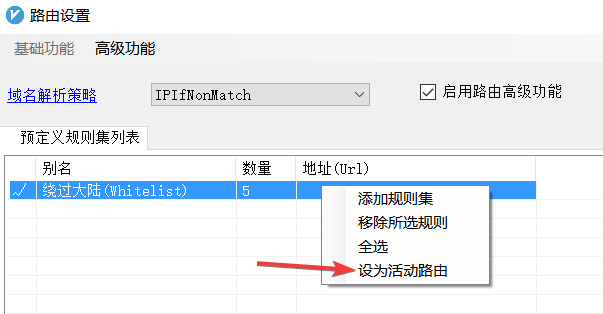 路由设置
基础功能 高级功能
域名解析策略 IPIfNonMatch 启用路由高级功能
预定义规则集列表
别名 数量 地址(Url)
绕过大陆(Whitelist) 5
添加规则集
移除所选规则
全选
设为活动路由